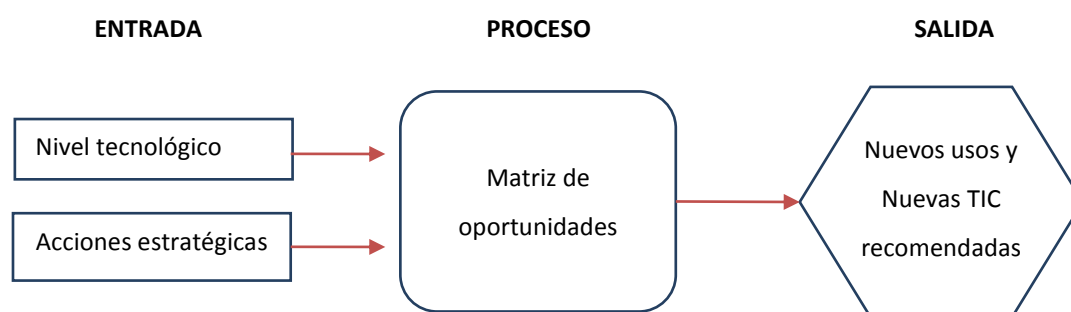 ENTRADA
PROCESO
SALIDA
Nivel tecnológico
Acciones estratégicas
Matriz de
oportunidades
Nuevos usos y
Nuevas TIC
recomendadas